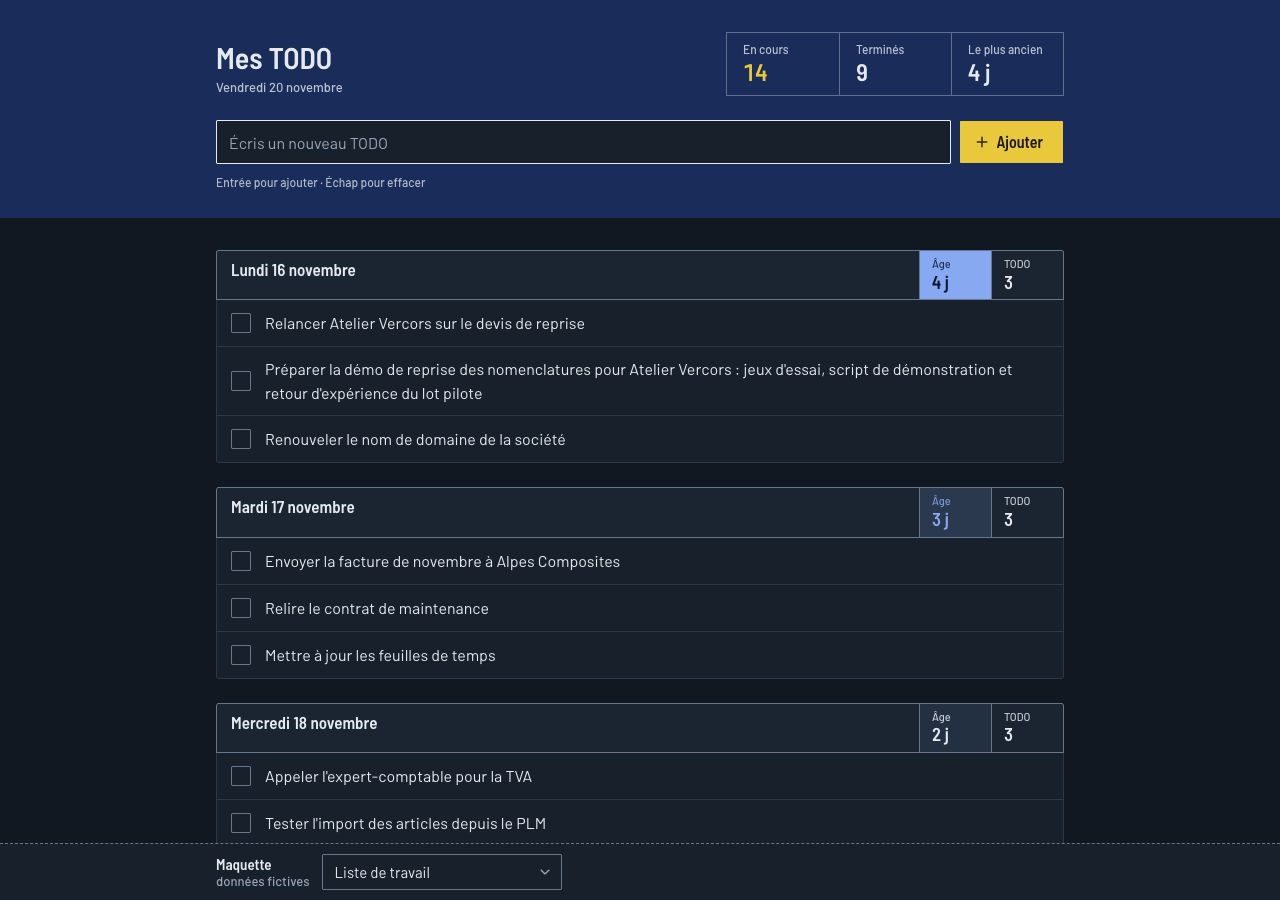 Mes TODO
Vendredi 20 novembre
En cours
14
Terminés
9
Le plus ancien
4 j
Écris un nouveau TODO
Ajouter
Entrée pour ajouter · Échap pour effacer
Lundi 16 novembre
Âge
4 j
TODO
3
Relancer Atelier Vercors sur le devis de reprise
Préparer la démo de reprise des nomenclatures pour Atelier Vercors : jeux d'essai, script de démonstration et
retour d'expérience du lot pilote
Renouveler le nom de domaine de la société
Mardi 17 novembre
Âge
3 j
TODO
3
Envoyer la facture de novembre à Alpes Composites
Relire le contrat de maintenance
Mettre à jour les feuilles de temps
Mercredi 18 novembre
Âge
2 j
TODO
3
Appeler l'expert-comptable pour la TVA
Tester l'import des articles depuis le PLM
Maquette
données fictives
Liste de travail